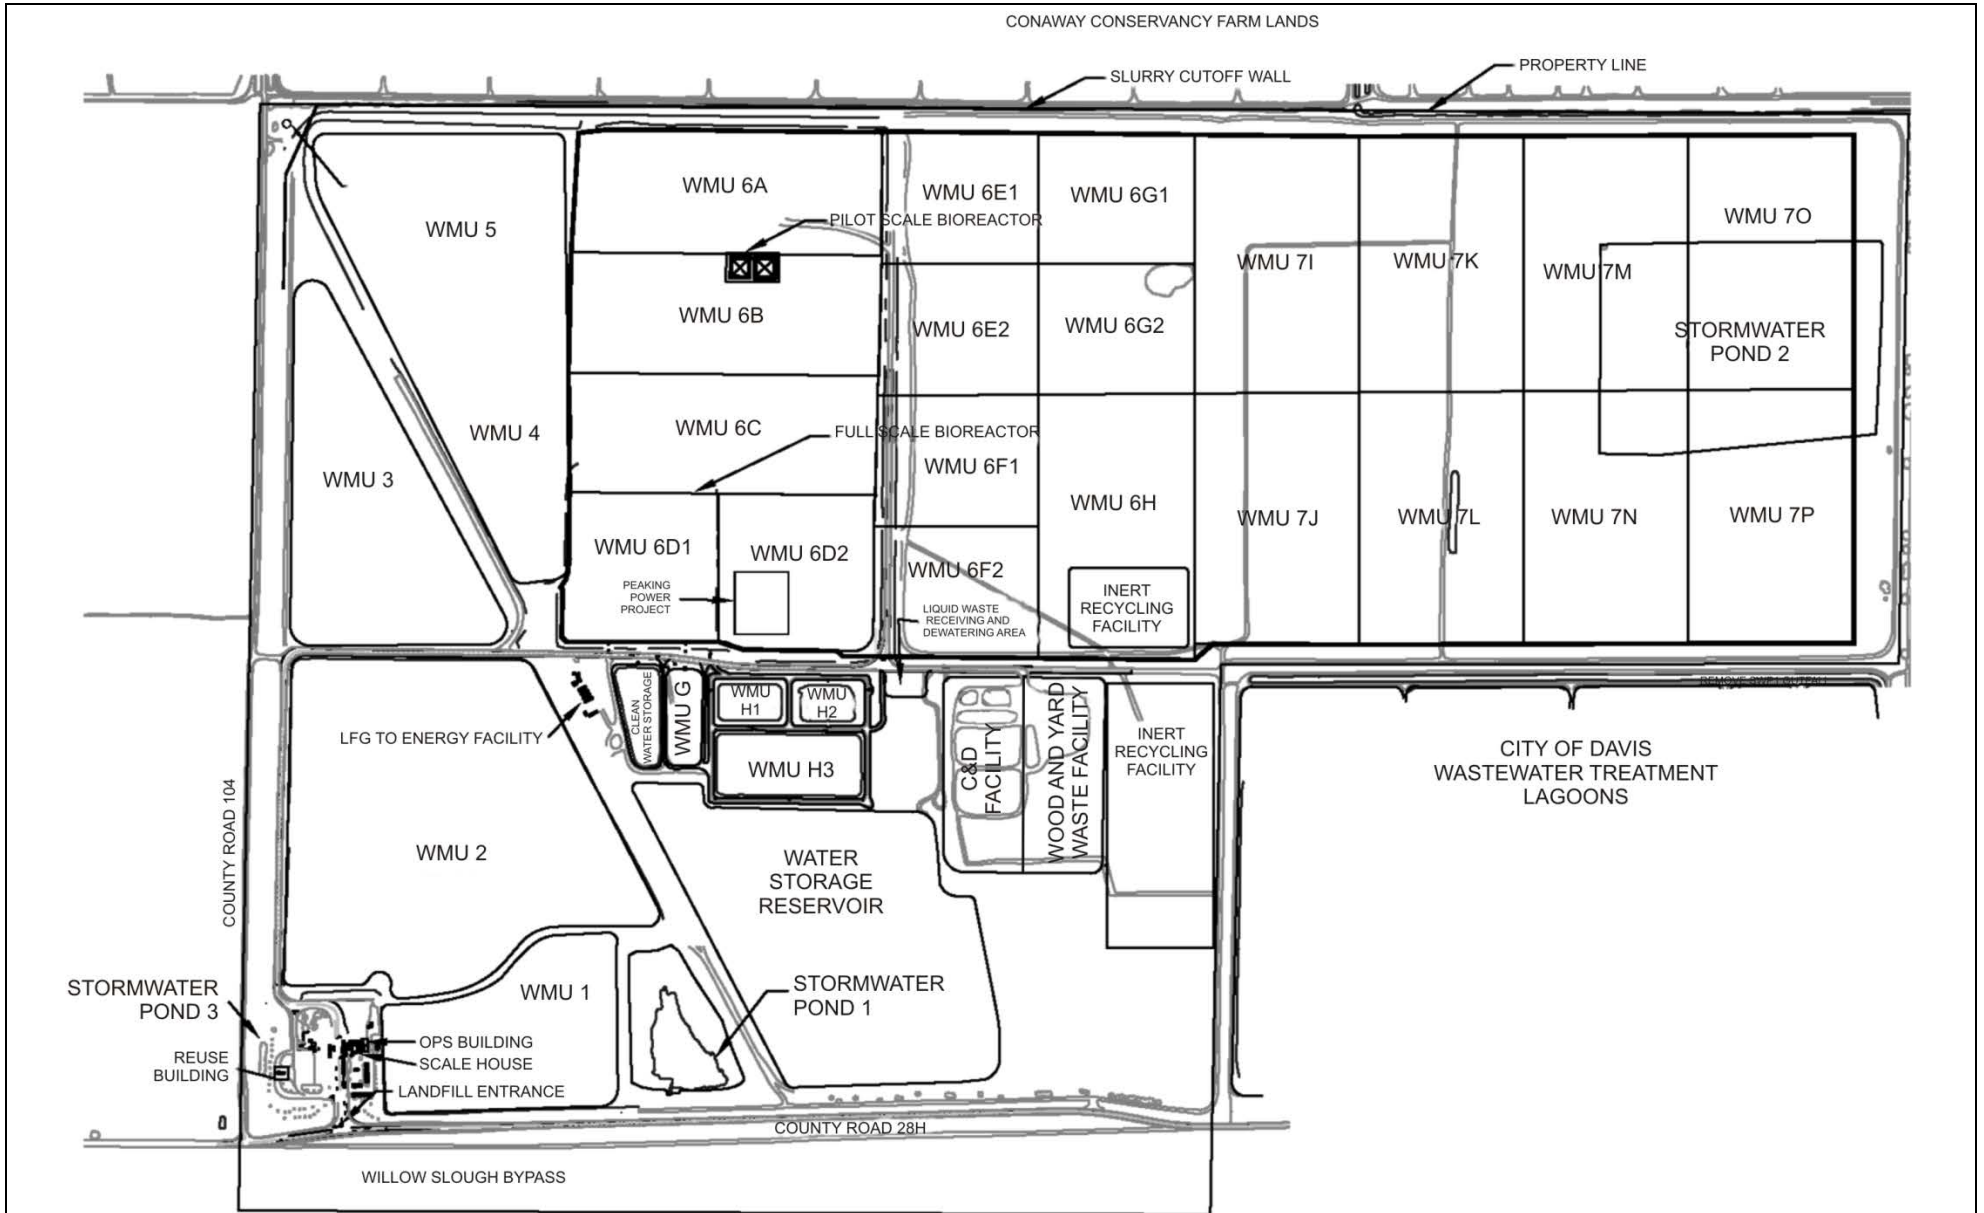 CONAWAY CONSERVANCY FARM LANDS
SLURRY CUTOFF WALL
PROPERTY LINE
WMU 6A
WMU 6E1
WMU 6G1
WMU 5
PILOT SCALE BIOREACTOR
WMU 7O
WMU 7I
WMU 7K
WMU 7M
WMU 6B
WMU 6E2
WMU 6G2
STORMWATER
POND 2
WMU 4
WMU 6C
FULL SCALE BIOREACTOR
WMU 3
WMU 6F1
WMU 6H
WMU 7J
WMU 7L
WMU 7N
WMU 7P
WMU 6D1
WMU 6D2
WMU 6F2
PEAKING
POWER
PROJECT
LIQUID WASTE
RECEIVING AND
DEWATERING AREA
INERT
RECYCLING
FACILITY
CLEAN
WATER STORAGE
WMU G
WMU
H1
WMU
H2
WMU H3
LFG TO ENERGY FACILITY
C&D
FACILITY
WOOD AND YARD
WASTE FACILITY
INERT
RECYCLING
FACILITY
REMOVE SWP1 OUTFALL
CITY OF DAVIS
WASTEWATER TREATMENT
LAGOONS
COUNTY ROAD 104
WMU 2
WATER
STORAGE
RESERVOIR
STORMWATER
POND 3
WMU 1
STORMWATER
POND 1
REUSE
BUILDING
OPS BUILDING
SCALE HOUSE
LANDFILL ENTRANCE
COUNTY ROAD 28H
WILLOW SLOUGH BYPASS